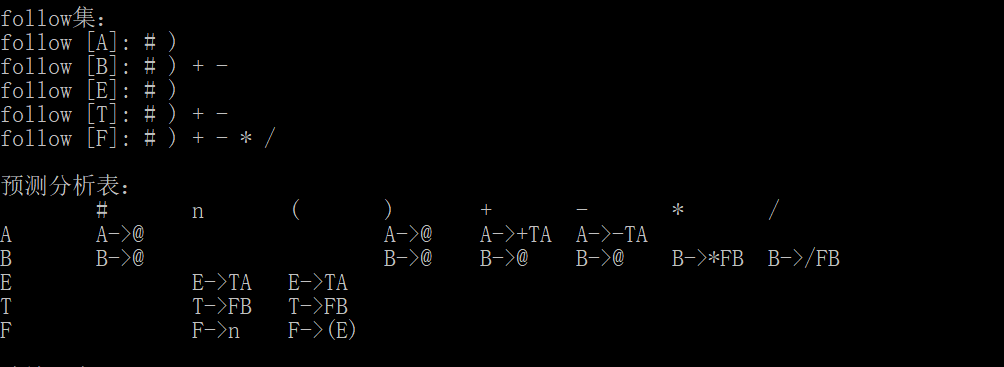 follow集:
follow [A]: # )
follow [B]: # ) + -
follow [E]: # )
follow [T]: # ) + -
follow [F]: # ) + - * /
预测分析表:
# n ( ) + - * /
A A->@ A->@ A->+TA A->-TA
B B->@ B->@ B->@ B->@ B->*FB B->/FB
E E->TA E->TA
T T->FB T->FB
F F->n F->(E)